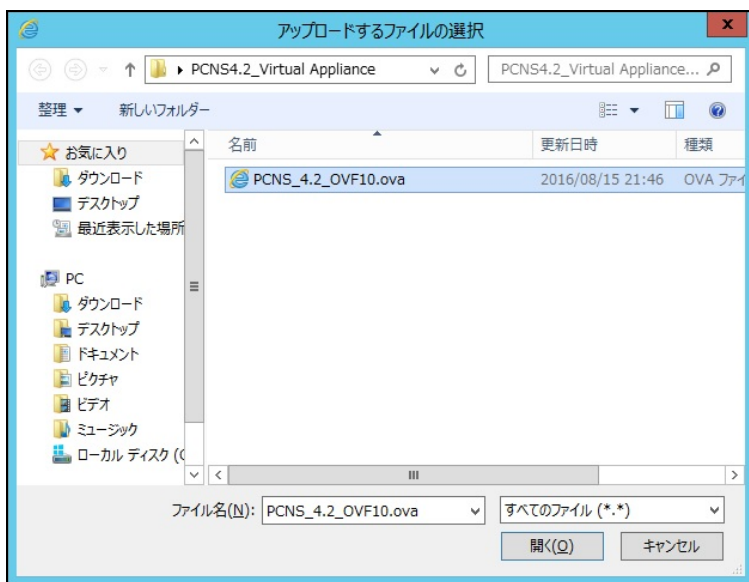 アップロードするファイルの選択
x
PCNS4.2_Virtual Appliance
PCNS4.2_Virtual Appliance...
整理
新しいフォルダー
名前
更新日時
種類
お気に入り
ダウンロード
デスクトップ
最近表示した場所
PCNS_4.2_OVF10.ova
2016/08/15 21:46
OVA ファイ
PC
ダウンロード
デスクトップ
ドキュメント
ピクチャ
ビデオ
ミュージック
ローカル ディスク (C
ファイル名(N):
PCNS_4.2_OVF10.ova
すべてのファイル (*.*)
開く(O)
キャンセル